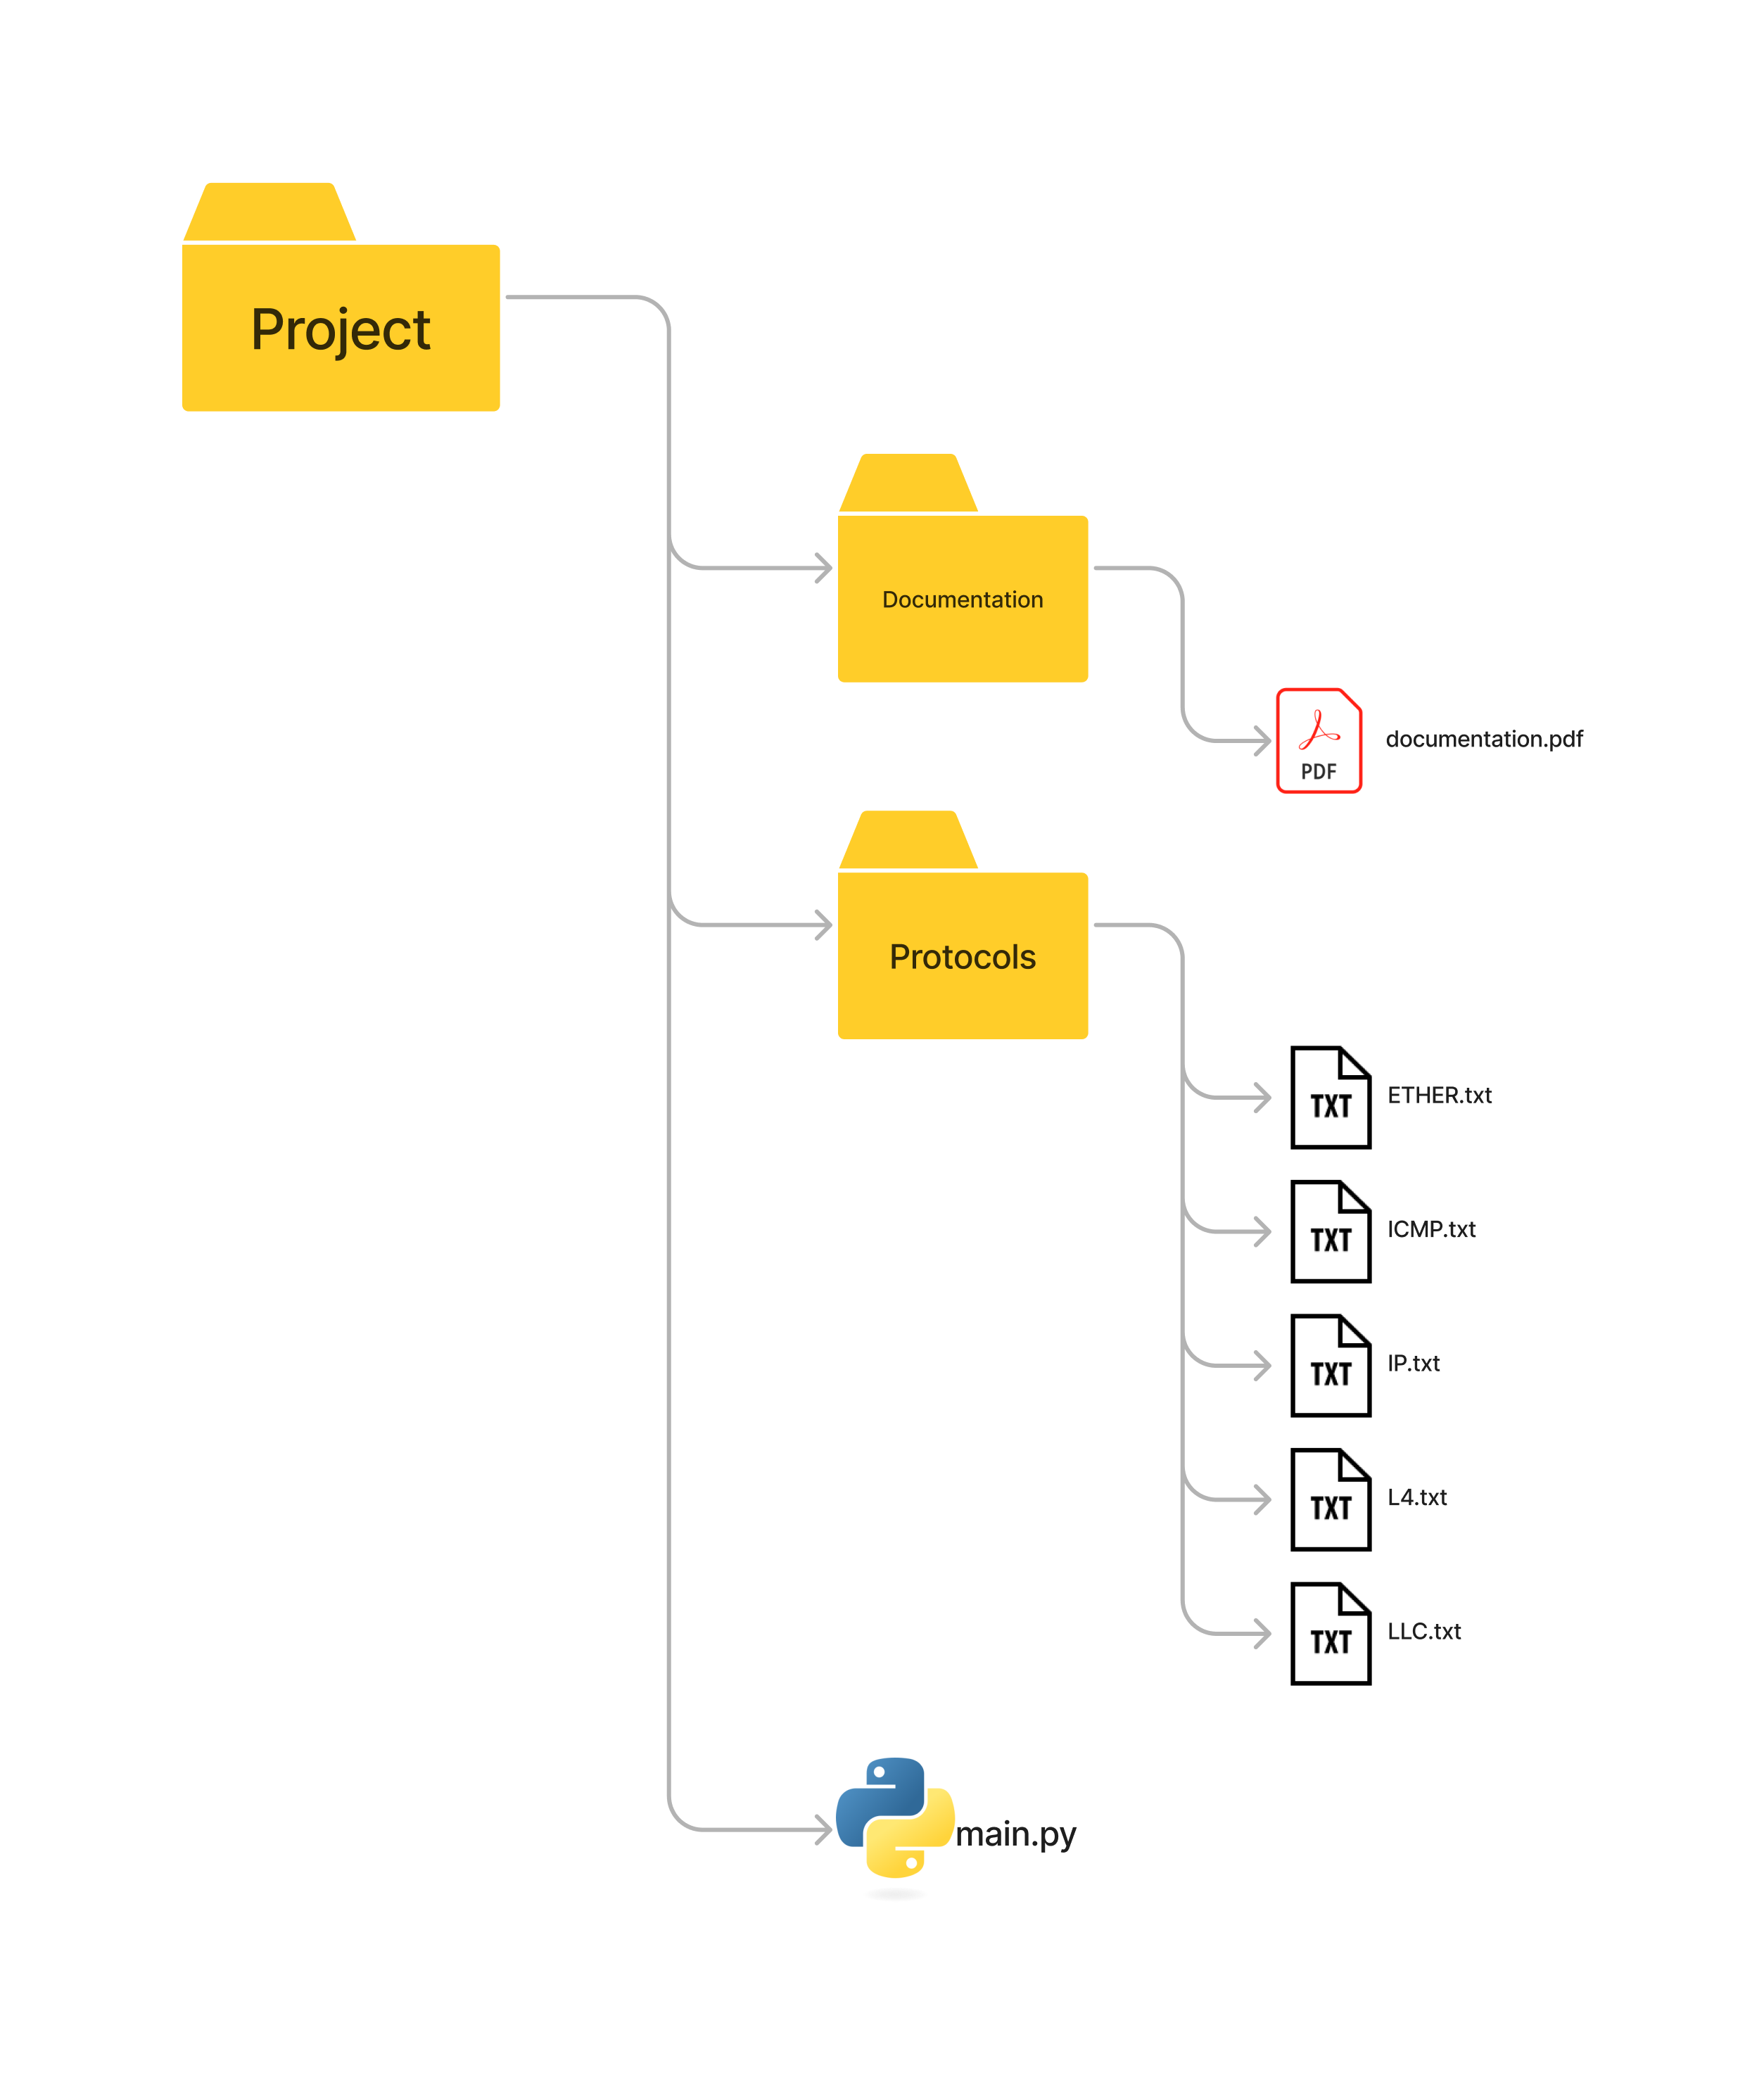 Project
Documentation
PDF
documentation.pdf
Protocols
TXT
ETHER.txt
TXT
ICMP.txt
TXT
IP.txt
TXT
L4.txt
TXT
LLC.txt
main.py